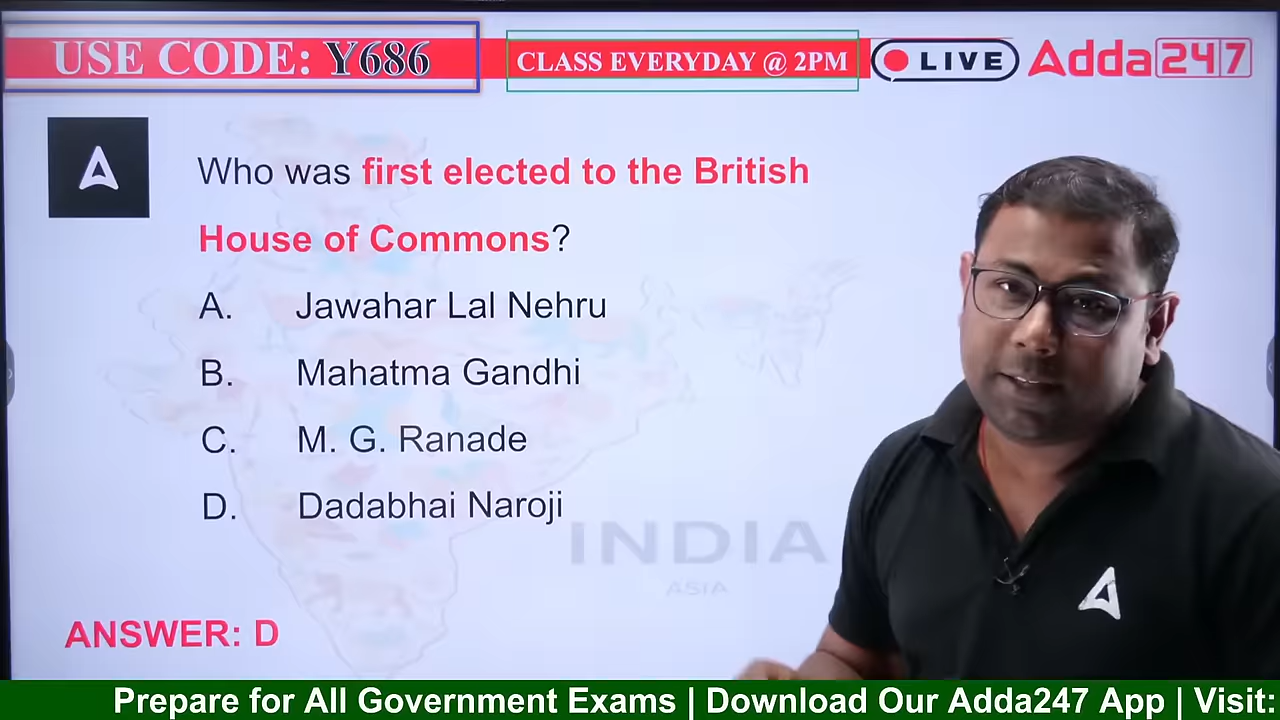 USE CODE: Y686
CLASS EVERYDAY @ 2PM
LIVE
Adda247
Who was first elected to the British
House of Commons?
A. Jawahar Lal Nehru
B. Mahatma Gandhi
C. M. G. Ranade
D. Dadabhai Naroji
INDIA
ASIA
ANSWER: D
Prepare for All Government Exams | Download Our Adda247 App | Visit: